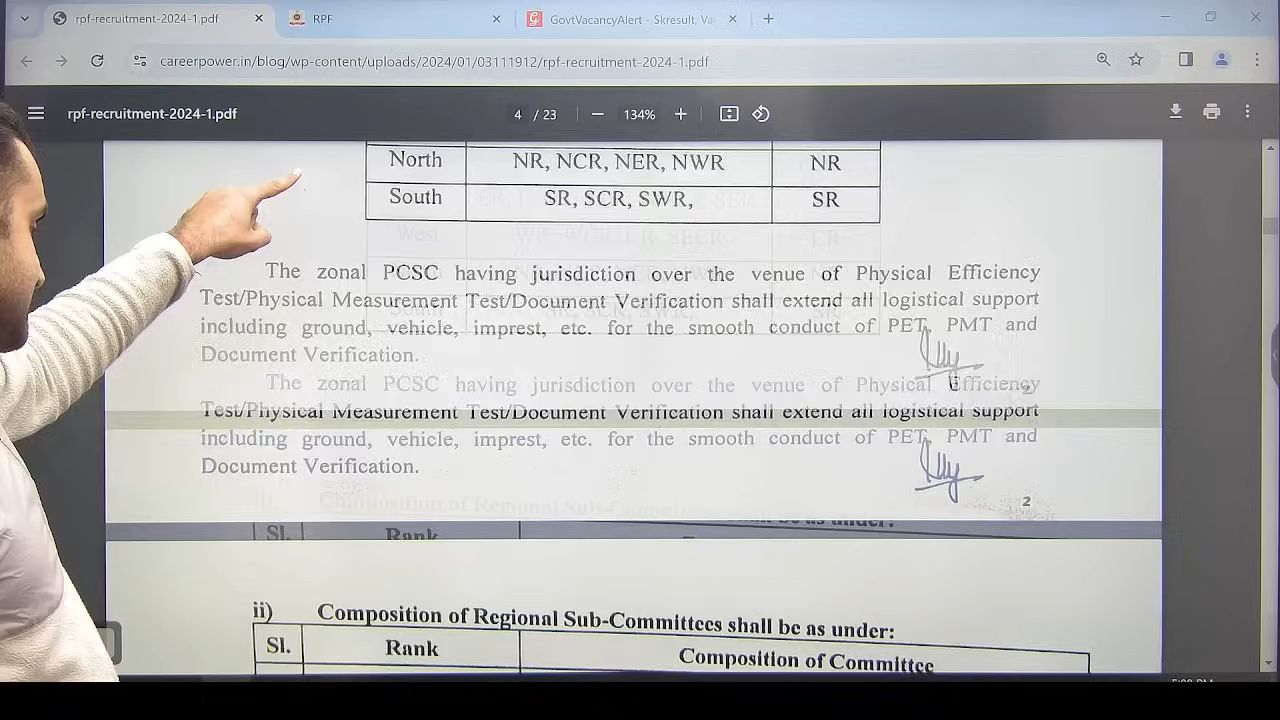 rpf-recruitment-2024-1.pdf
RPF
GovtVacancyAlert - Skresult, Va
careerpower.in/blog/wp-content/uploads/2024/01/03111912/rpf-recruitment-2024-1.pdf
rpf-recruitment-2024-1.pdf
4 / 23
134%
North NR, NCR, NER, NWR NR
South SR, SCR, SWR, SR
West CR
The zonal PCSC having jurisdiction over the venue of Physical Efficiency
Test/Physical Measurement Test/Document Verification shall extend all logistical support
including ground, vehicle, imprest, etc. for the smooth conduct of PET, PMT and
Document Verification.
The zonal PCSC having jurisdiction over the venue of Physical Efficiency
Test/Physical Measurement Test/Document Verification shall extend all logistical support
including ground, vehicle, imprest, etc. for the smooth conduct of PET, PMT and
Document Verification.
2
Sl. Rank
ii) Composition of Regional Sub-Committees shall be as under:
Sl. Rank Composition of Committee